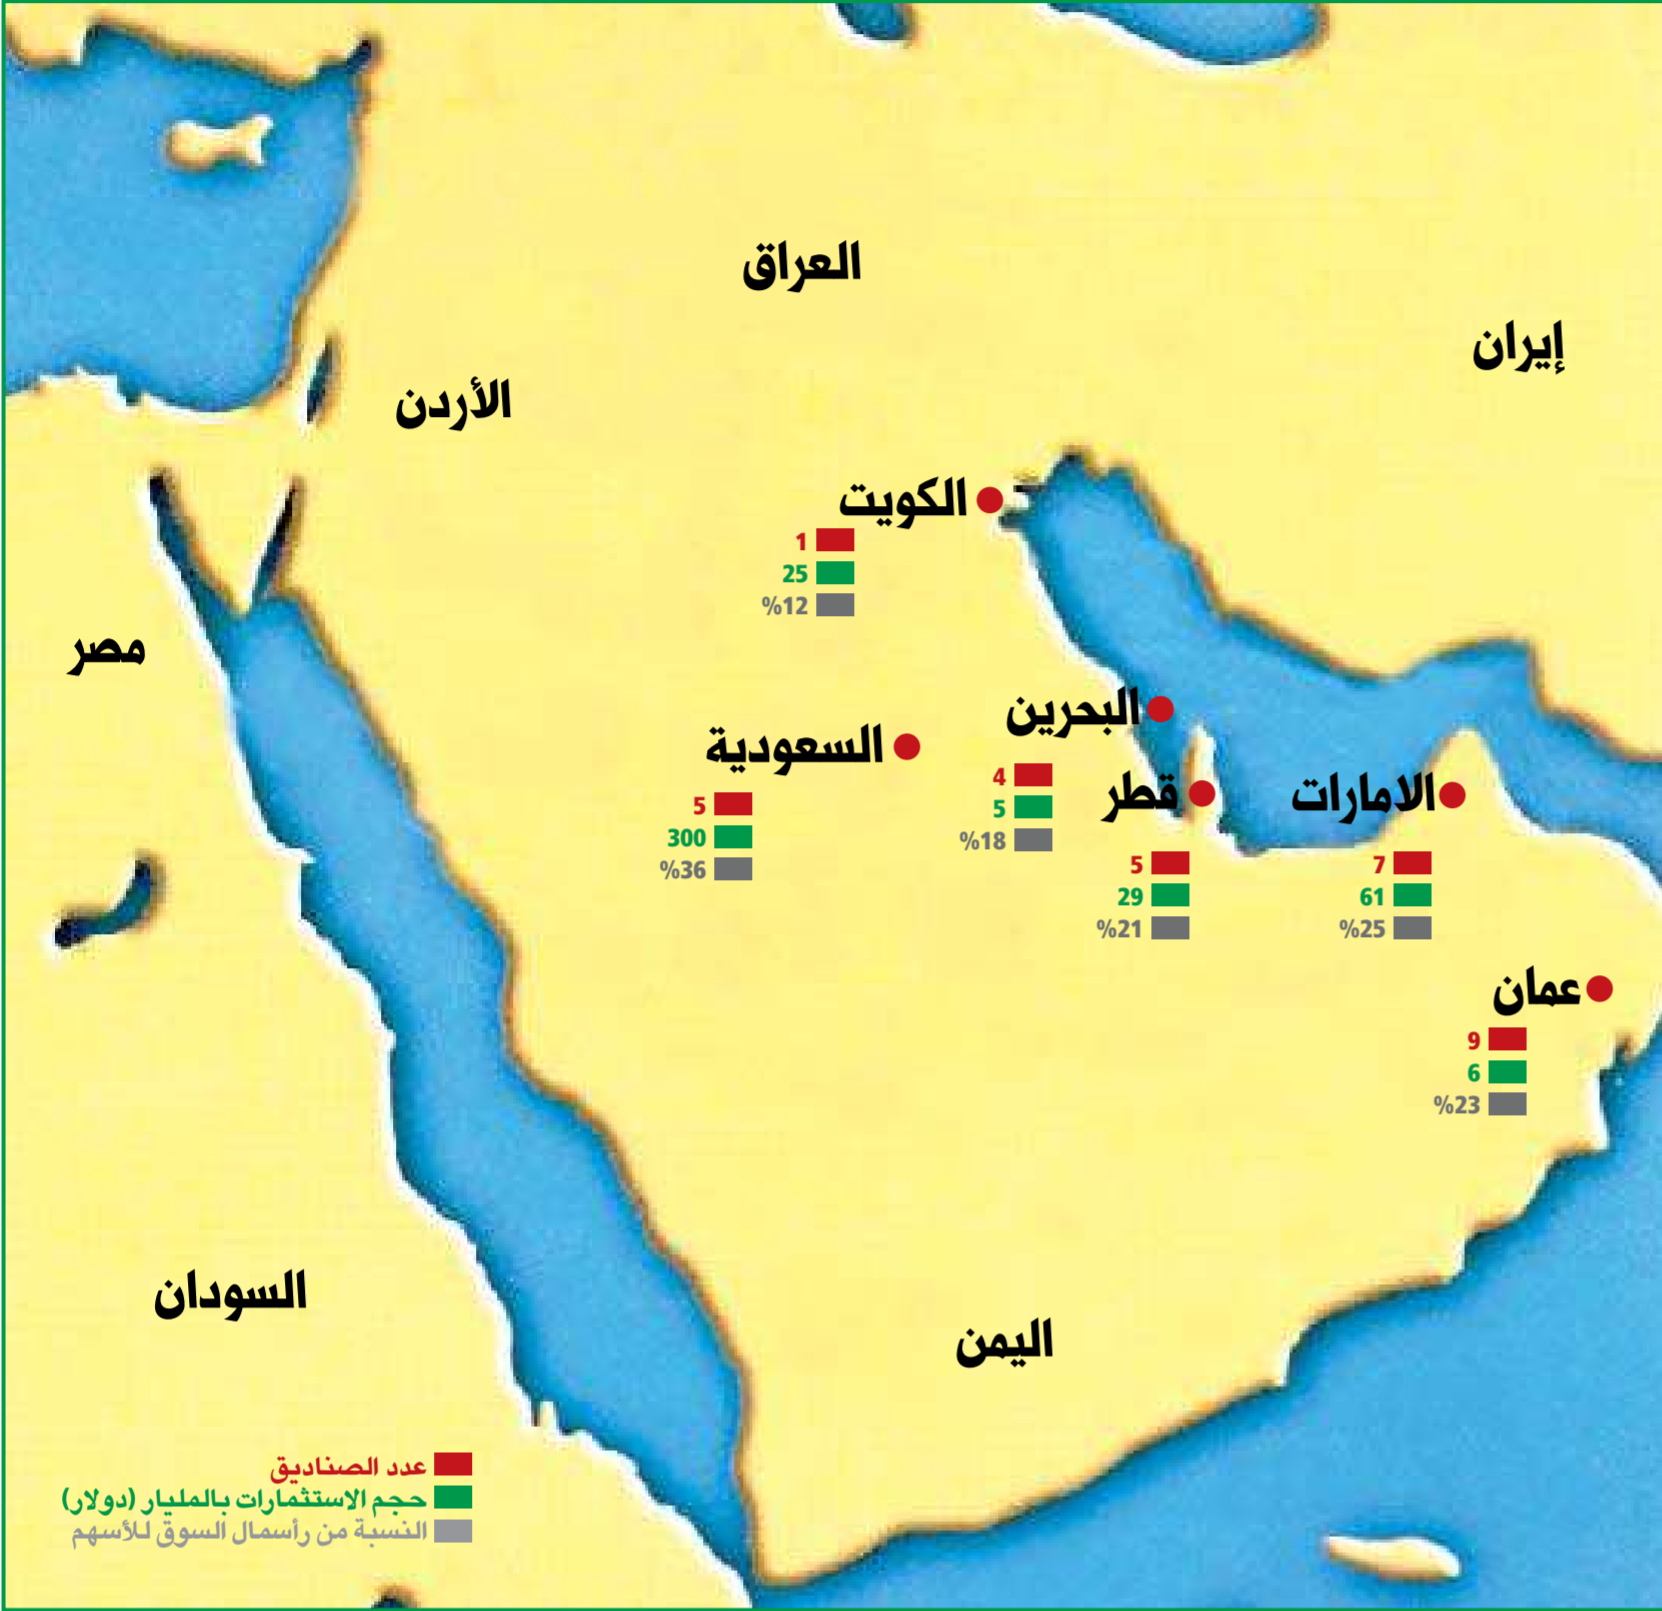 العراق
إيران
الأردن
الكويت
1
25
%12
مصر
البحرين
4
5
%18
السعودية
5
300
%36
الامارات
7
61
%25
قطر
5
29
%21
عمان
9
6
%23
السودان
اليمن
عدد الصناديق
حجم الاستثمارات بالمليار (دولار)
النسبة من رأسمال السوق للأسهم